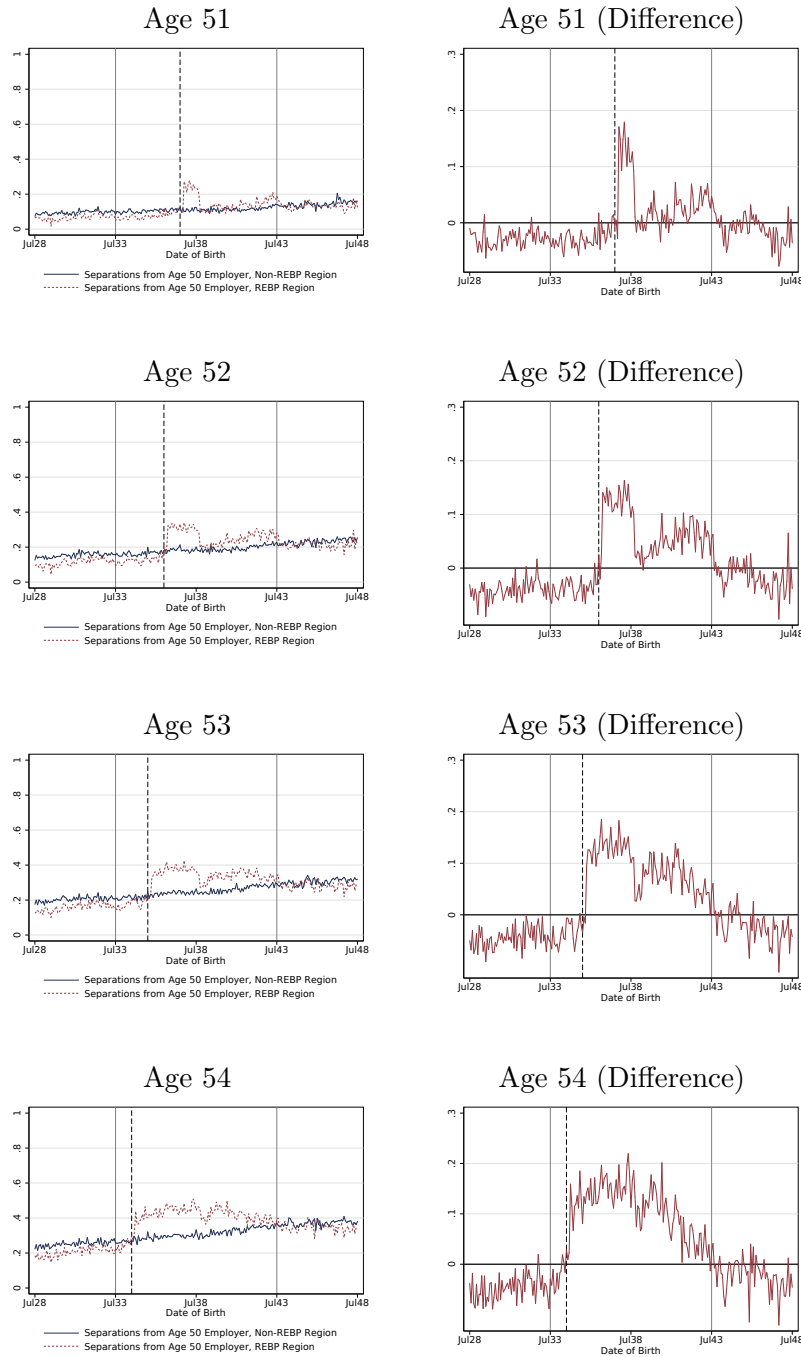 Age 51
Age 51 (Difference)
1
.8
.6
.4
.2
0
Jul28
Jul33
Jul38
Jul43
Jul48
Date of Birth
Separations from Age 50 Employer, Non-REBP Region
Separations from Age 50 Employer, REBP Region
.3
.2
.1
0
Jul28
Jul33
Jul38
Jul43
Jul48
Date of Birth
Age 52
Age 52 (Difference)
1
.8
.6
.4
.2
0
Jul28
Jul33
Jul38
Jul43
Jul48
Date of Birth
Separations from Age 50 Employer, Non-REBP Region
Separations from Age 50 Employer, REBP Region
.3
.2
.1
0
Jul28
Jul33
Jul38
Jul43
Jul48
Date of Birth
Age 53
Age 53 (Difference)
1
.8
.6
.4
.2
0
Jul28
Jul33
Jul38
Jul43
Jul48
Date of Birth
Separations from Age 50 Employer, Non-REBP Region
Separations from Age 50 Employer, REBP Region
.3
.2
.1
0
Jul28
Jul33
Jul38
Jul43
Jul48
Date of Birth
Age 54
Age 54 (Difference)
1
.8
.6
.4
.2
0
Jul28
Jul33
Jul38
Jul43
Jul48
Date of Birth
Separations from Age 50 Employer, Non-REBP Region
Separations from Age 50 Employer, REBP Region
.3
.2
.1
0
Jul28
Jul33
Jul38
Jul43
Jul48
Date of Birth